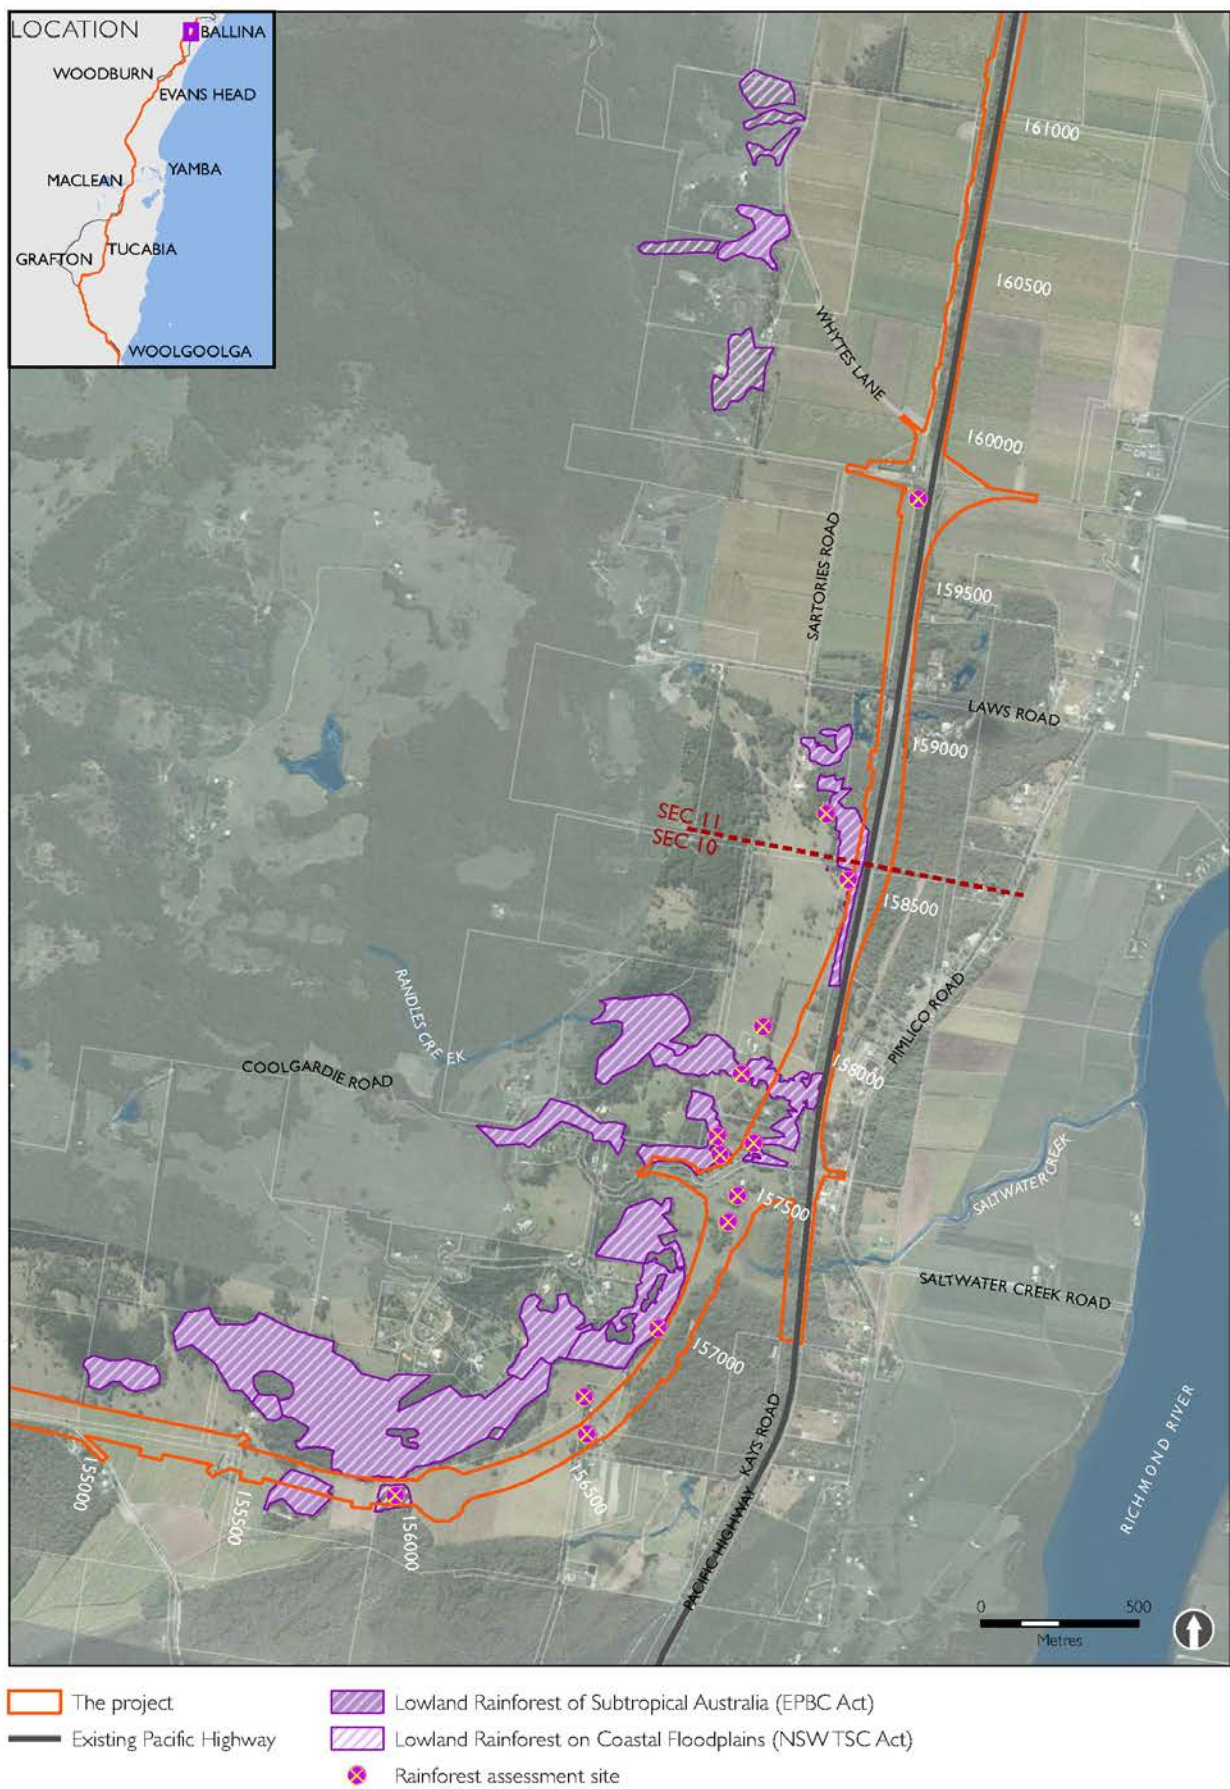 LOCATION
BALLINA
WOODBURN
EVANS HEAD
YAMBA
MACLEAN
TUCABIA
GRAFTON
WOOLGOOLGA
161000
160500
WHYTES LANE
160000
SARTORIES ROAD
159500
LAWS ROAD
159000
SEC 11
SEC 10
158500
RANDLES CREEK
PIMLICO ROAD
COOLGARDIE ROAD
158000
SALTWATER CREEK
157500
SALTWATER CREEK ROAD
157000
KAYS ROAD
PACIFIC HIGHWAY
RICHMOND RIVER
155000
155500
156000
156500
0 500
Metres
The project
Existing Pacific Highway
Lowland Rainforest of Subtropical Australia (EPBC Act)
Lowland Rainforest on Coastal Floodplains (NSW TSC Act)
Rainforest assessment site